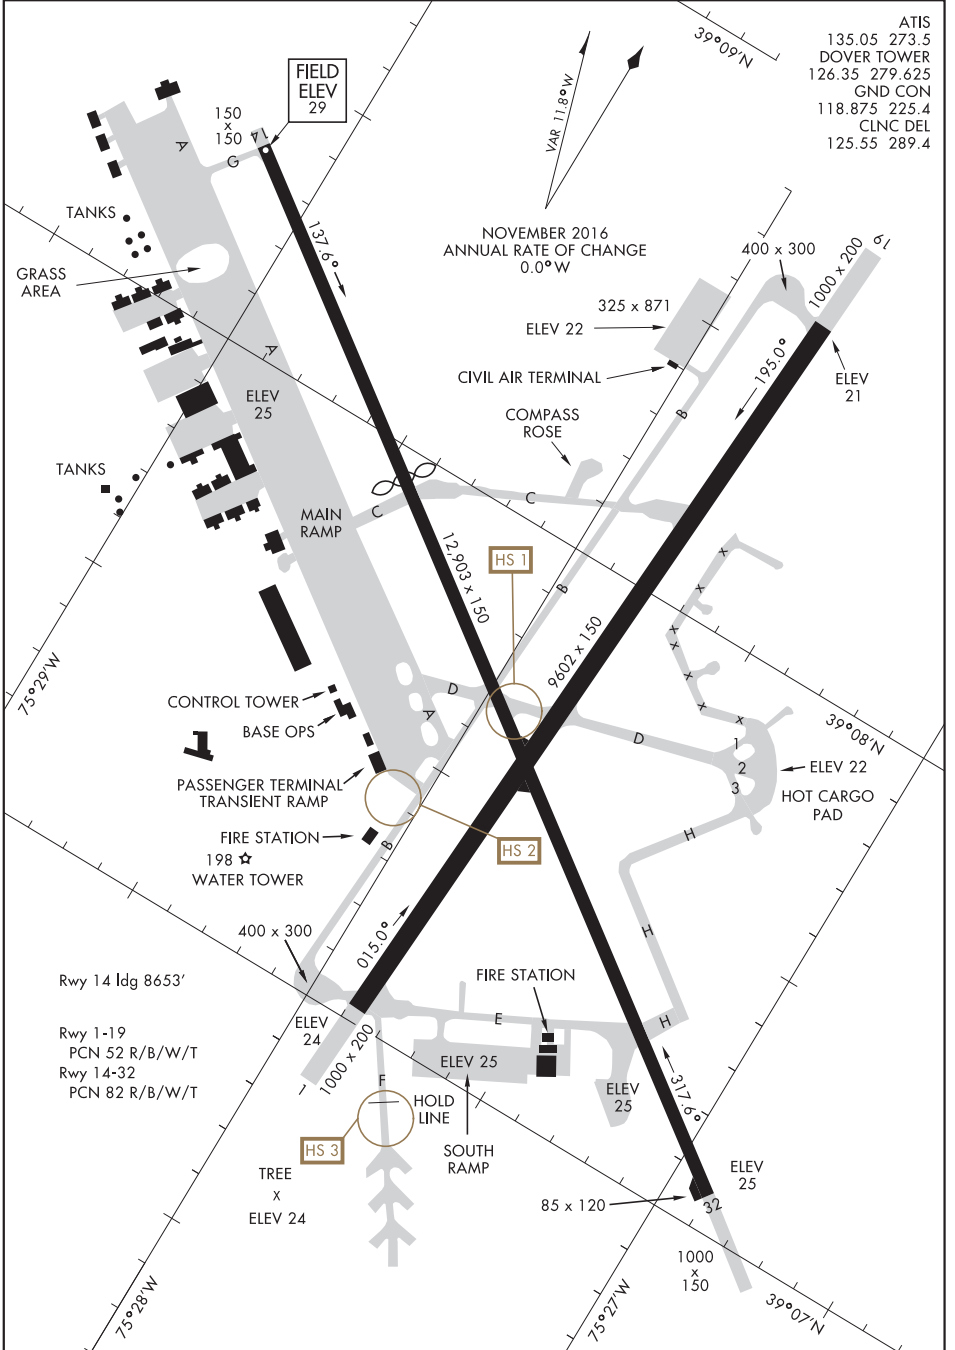 ATIS
135.05 273.5
DOVER TOWER
126.35 279.625
GND CON
118.875 225.4
CLNC DEL
125.55 289.4
39°09'N
VAR 11.8°W
FIELD
ELEV
29
150
x
150
14
A
G
TANKS
137.6°
NOVEMBER 2016
ANNUAL RATE OF CHANGE
0.0° W
400 x 300
1000 x 200
19
GRASS
AREA
325 x 871
ELEV 22
195.0°
A
CIVIL AIR TERMINAL
ELEV
21
ELEV
25
COMPASS
ROSE
B
TANKS
MAIN
RAMP
C
C
12,903 x 150
HS 1
x
B
x
9602 x 150
x
x
x
x
x
75°29'W
CONTROL TOWER
D
A
BASE OPS
D
1
2
3
39°08'N
ELEV 22
HOT CARGO
PAD
PASSENGER TERMINAL
TRANSIENT RAMP
FIRE STATION
B
HS 2
H
198
WATER TOWER
400 x 300
015.0°
H
Rwy 14 ldg 8653'
FIRE STATION
ELEV
24
E
H
Rwy 1-19
PCN 52 R/B/W/T
Rwy 14-32
PCN 82 R/B/W/T
1
1000 x 200
ELEV 25
F
HOLD
LINE
ELEV
25
317.6°
HS 3
SOUTH
RAMP
TREE
x
ELEV 24
ELEV
25
85 x 120
32
1000
x
150
75°28'W
75°27'W
39°07'N